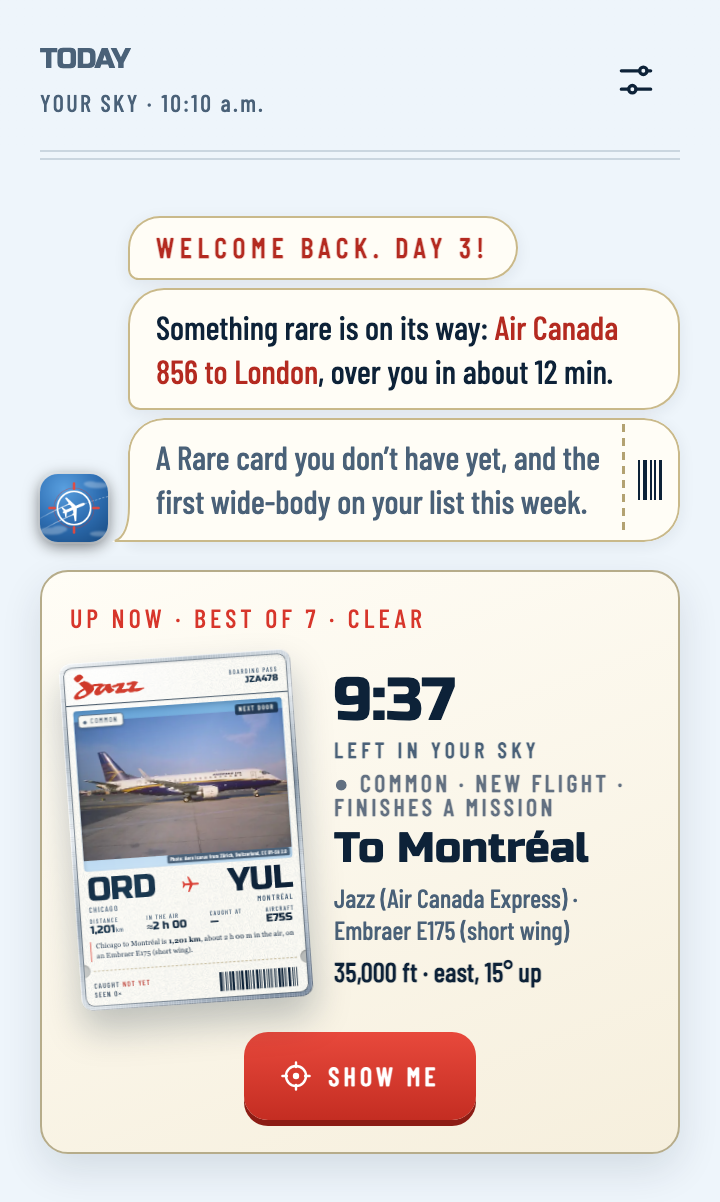 TODAY
YOUR SKY · 10:10 a.m.
WELCOME BACK. DAY 3!
Something rare is on its way: Air Canada
856 to London, over you in about 12 min.
A Rare card you don’t have yet, and the
first wide-body on your list this week.
UP NOW · BEST OF 7 · CLEAR
Jazz
BOARDING PASS
JZA478
COMMON
NEXT DOOR
ORD
YUL
CHICAGO
MONTRÉAL
DISTANCE
IN THE AIR
CAUGHT AT
AIRCRAFT
1,201km
≈2 h 00
—
E75S
Chicago to Montréal is 1,201 km, about 2 h 00 m in the air, on
an Embraer E175 (short wing).
CAUGHT NOT YET
SEEN 0×
9:37
LEFT IN YOUR SKY
● COMMON · NEW FLIGHT ·
FINISHES A MISSION
To Montréal
Jazz (Air Canada Express) ·
Embraer E175 (short wing)
35,000 ft · east, 15° up
SHOW ME